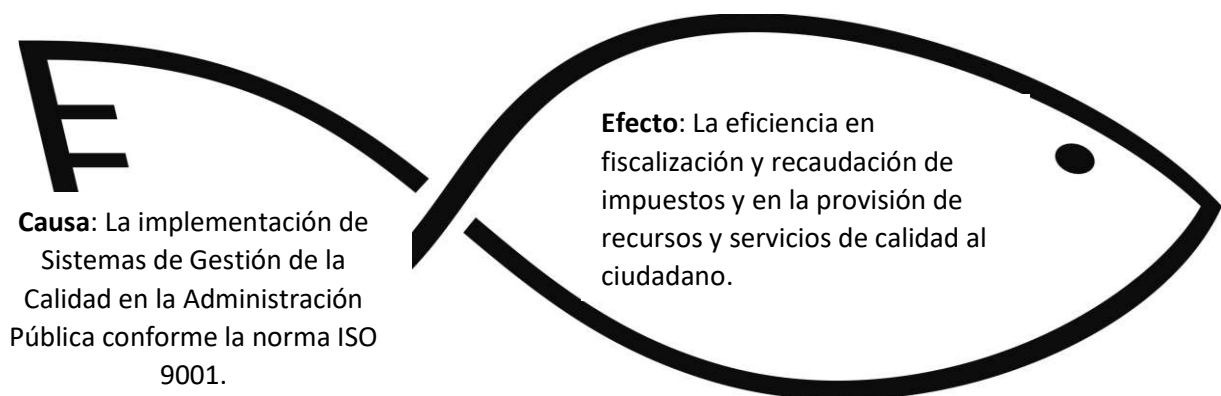 Efecto: La eficiencia en
fiscalización y recaudación de
impuestos y en la provisión de
recursos y servicios de calidad al
ciudadano.
Causa: La implementación de
Sistemas de Gestión de la
Calidad en la Administración
Pública conforme la norma ISO
9001.